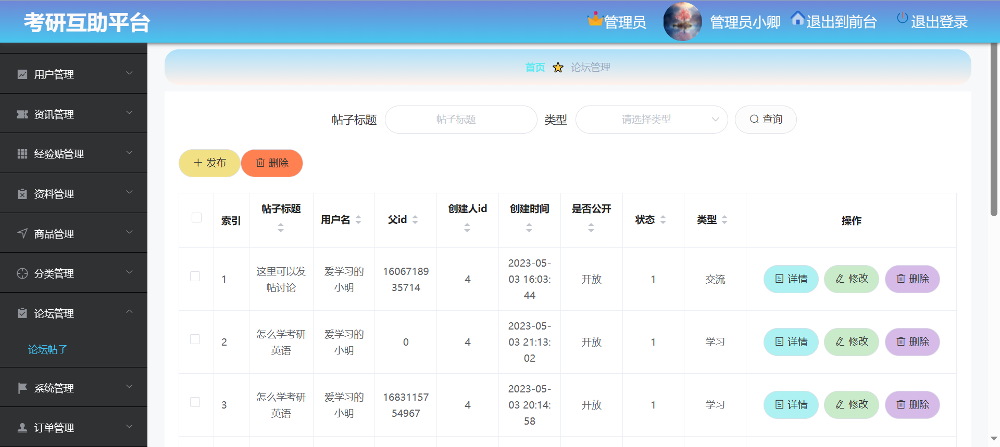 考研互助平台
管理员
管理员小卿
退出到前台
退出登录
用户管理
资讯管理
经验贴管理
资料管理
商品管理
分类管理
论坛管理
论坛帖子
系统管理
订单管理
首页 论坛管理
帖子标题 帖子标题 类型 请选择类型 查询
发布 删除
索引 帖子标题 用户名 父id 创建人id 创建时间 是否公开 状态 类型 操作
1 这里可以发帖讨论 爱学习的小明 1606718935714 4 2023-05-03 16:03:44 开放 1 交流 详情 修改 删除
2 怎么学考研英语 爱学习的小明 0 4 2023-05-03 21:13:02 开放 1 学习 详情 修改 删除
3 怎么学考研英语 爱学习的小明 1683115754967 4 2023-05-03 20:14:58 开放 1 学习 详情 修改 删除